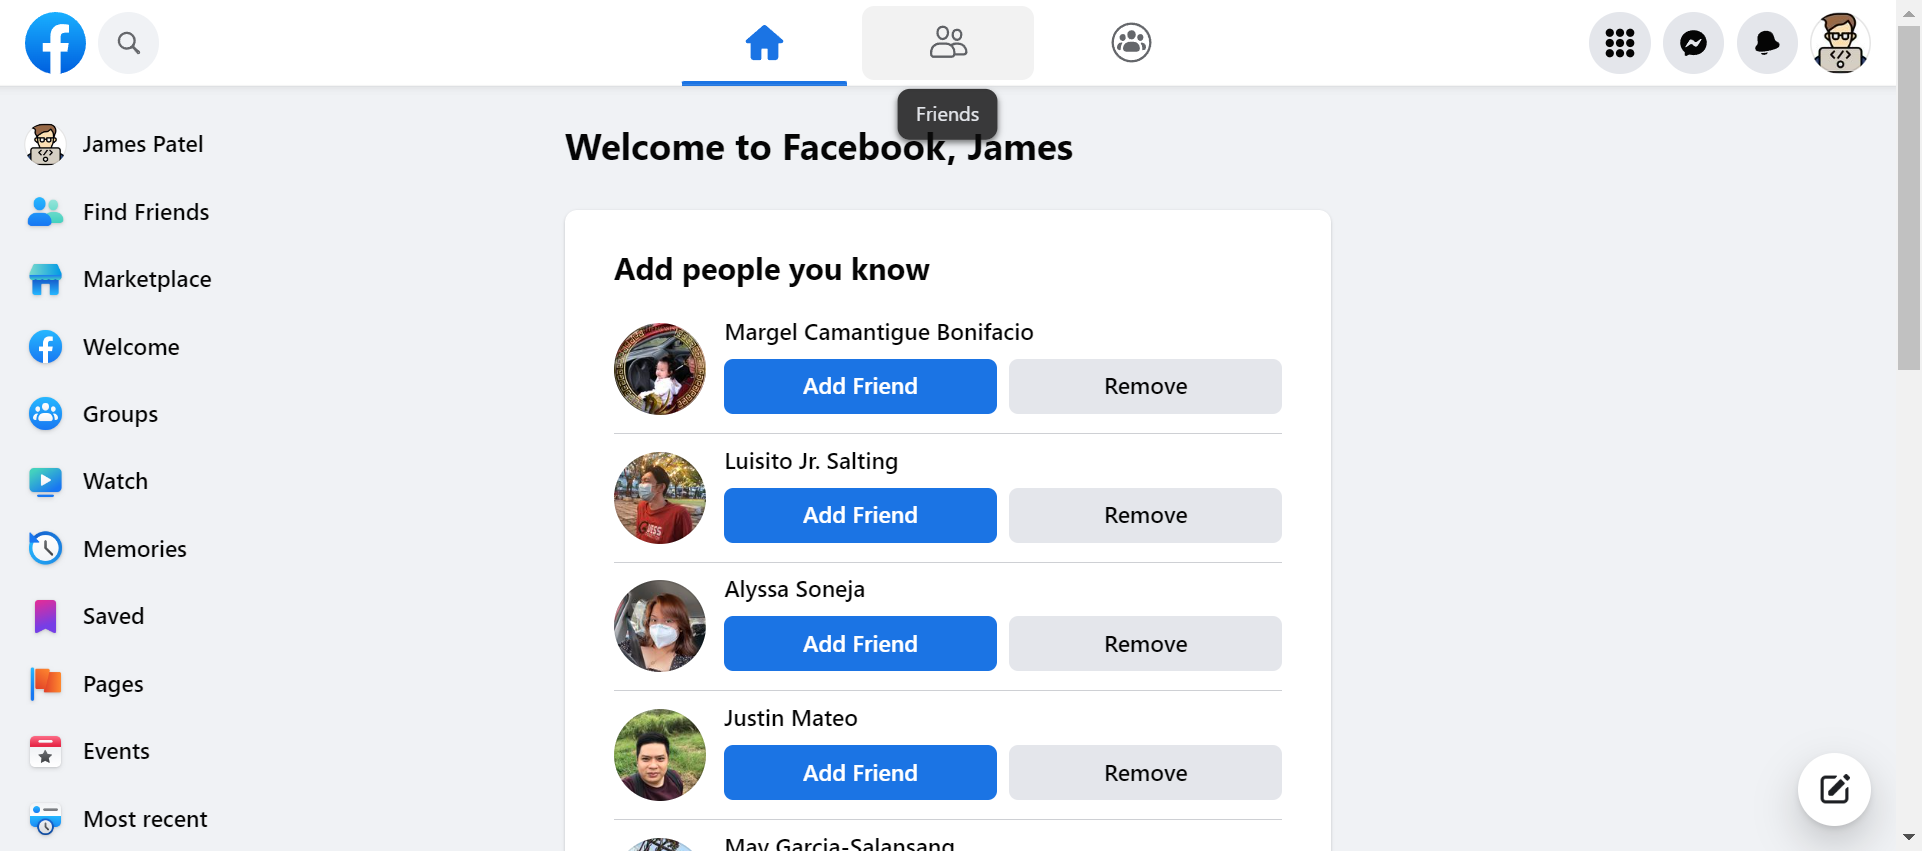 Friends
James Patel
Find Friends
Marketplace
Welcome
Groups
Watch
Memories
Saved
Pages
Events
Most recent
Welcome to Facebook, James
Add people you know
Margel Camantigue Bonifacio
Add Friend Remove
Luisito Jr. Salting
Add Friend Remove
Alyssa Soneja
Add Friend Remove
Justin Mateo
Add Friend Remove
May Garcia-Salansang